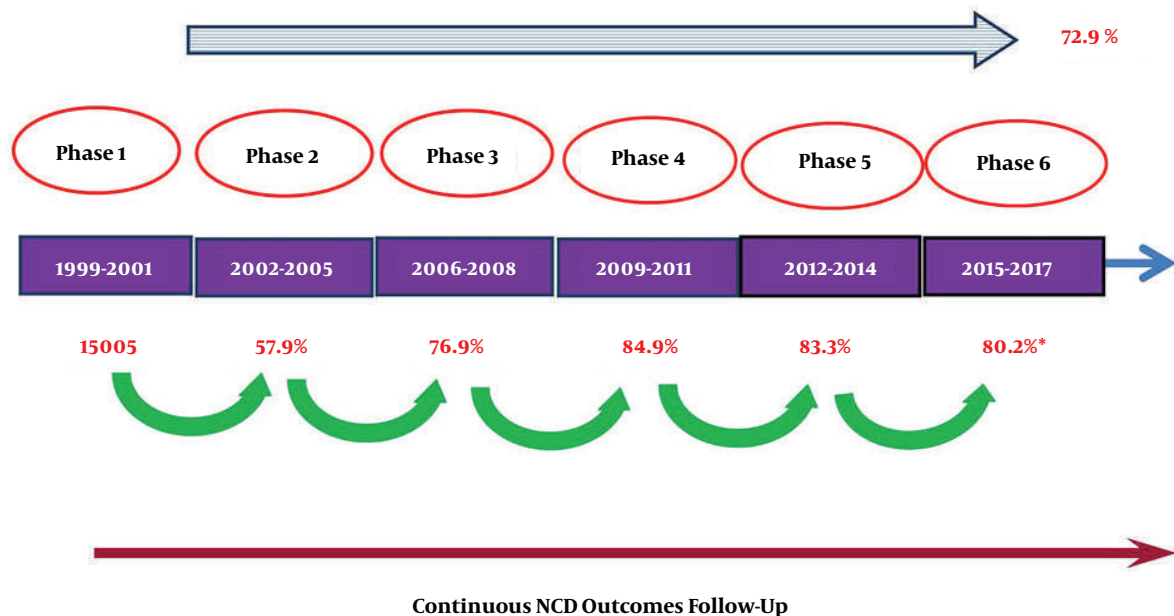 72.9 %
Phase 1 Phase 2 Phase 3 Phase 4 Phase 5 Phase 6
1999-2001 2002-2005 2006-2008 2009-2011 2012-2014 2015-2017
15005 57.9% 76.9% 84.9% 83.3% 80.2%*
Continuous NCD Outcomes Follow-Up